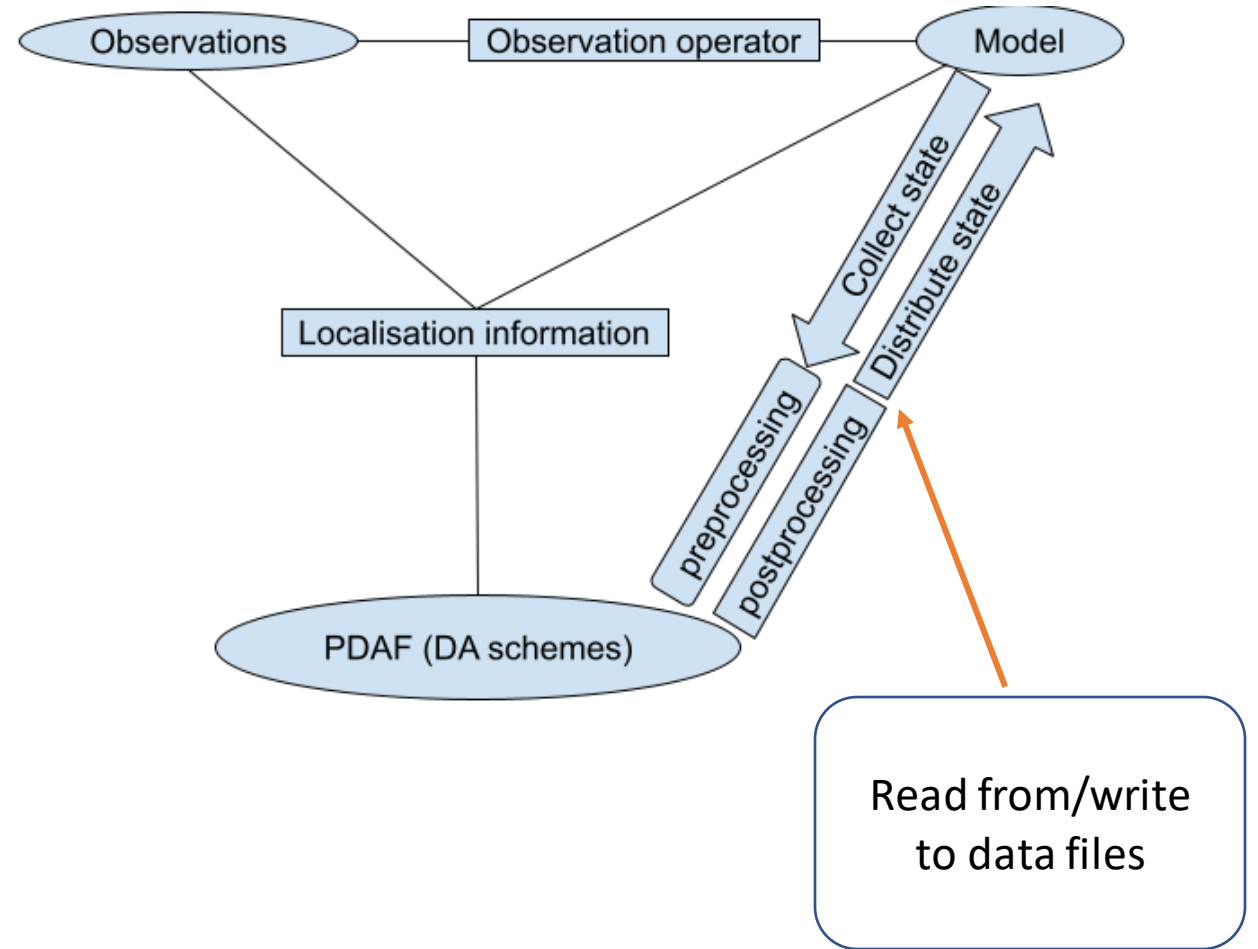 Observations
Observation operator
Model
Collect state
Distribute state
Localisation information
preprocessing
postprocessing
PDAF (DA schemes)
Read from/write
to data files